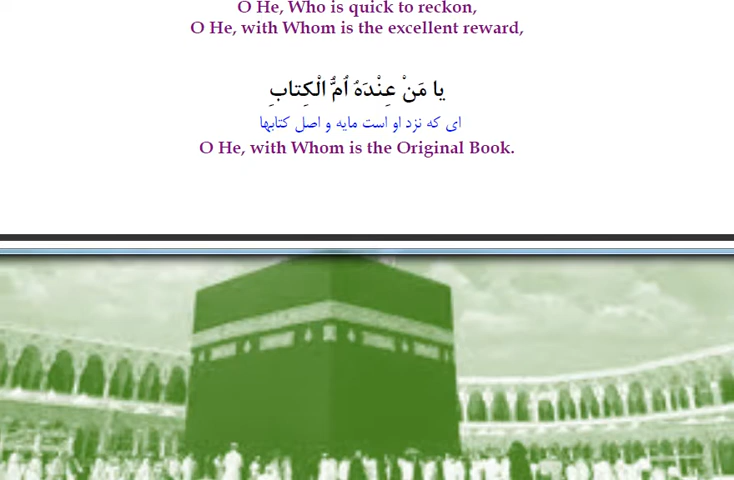 O He, Who is quick to reckon,
O He, with Whom is the excellent reward,
يا مَنْ عِنْدَهُ اُمُّ الْكِتابِ
ای که نزد او است مایه و اصل کتابها
O He, with Whom is the Original Book.